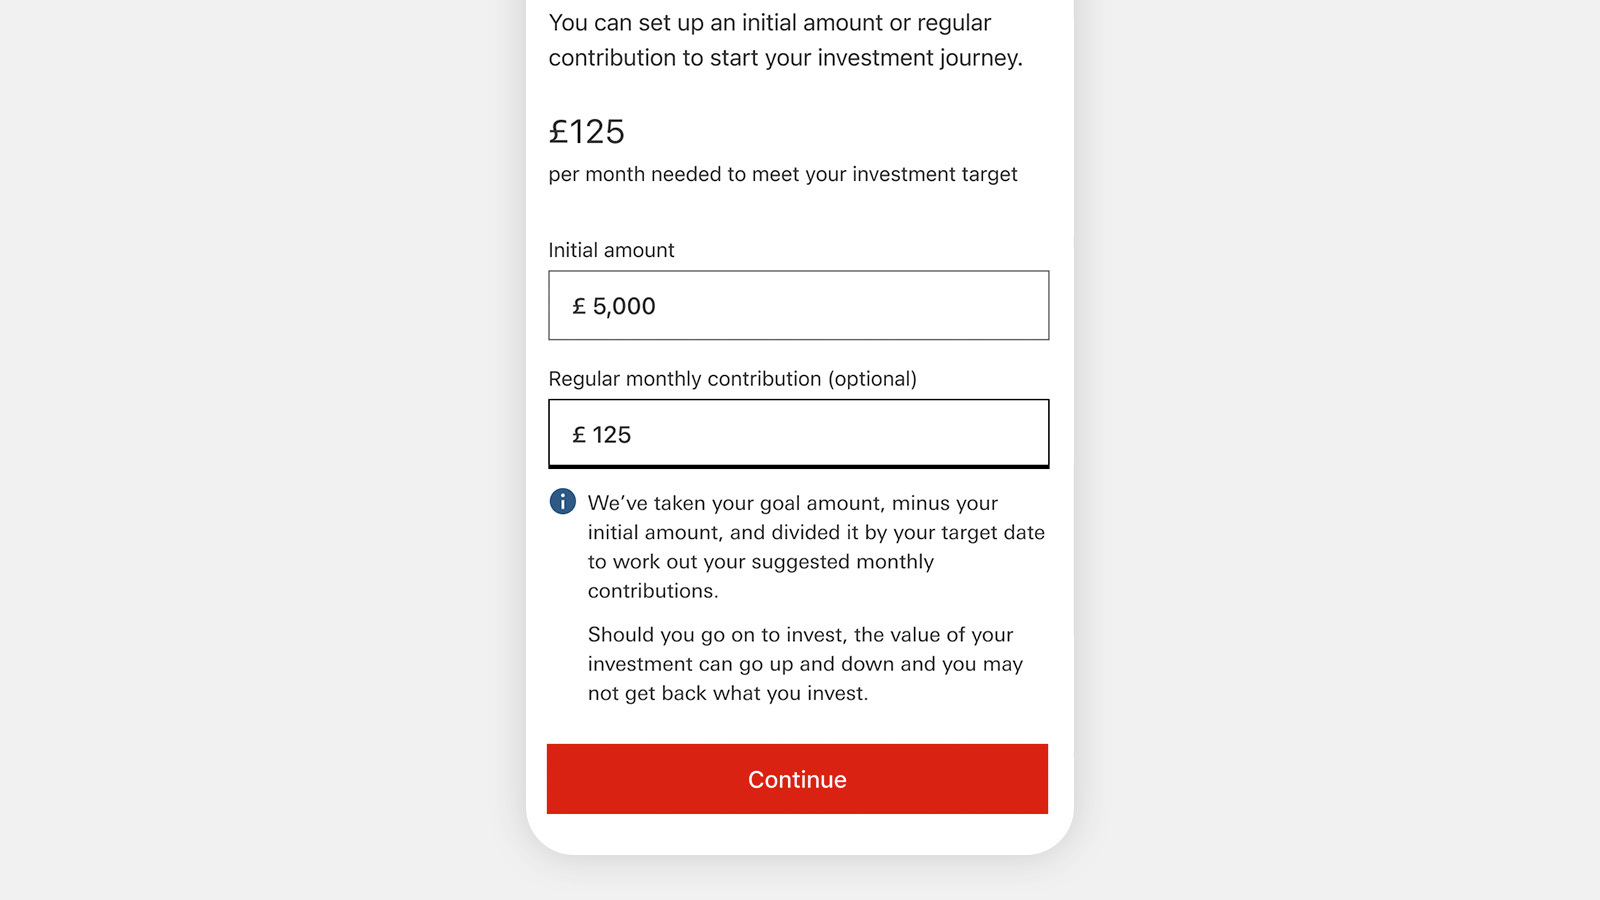 You can set up an initial amount or regular
contribution to start your investment journey.
£125
per month needed to meet your investment target
Initial amount
£ 5,000
Regular monthly contribution (optional)
£ 125
i
We’ve taken your goal amount, minus your
initial amount, and divided it by your target date
to work out your suggested monthly
contributions.
Should you go on to invest, the value of your
investment can go up and down and you may
not get back what you invest.
Continue